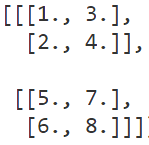 [[[1., 3.],
[2., 4.]],
[[5., 7.],
[6., 8.]]]]